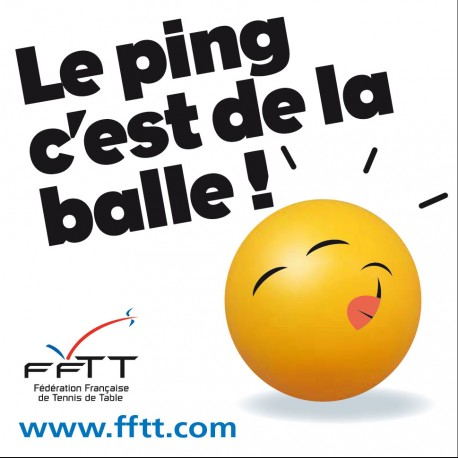 Le ping
c'est de la
balle !
FFTT
Fédération Française
de Tennis de Table
www.fftt.com